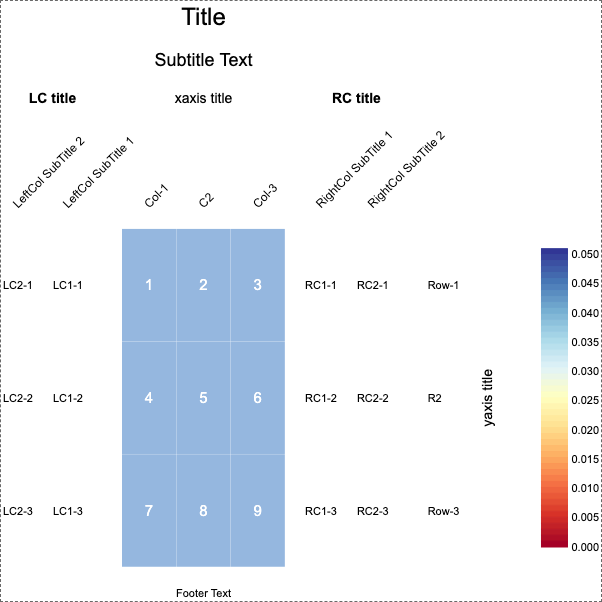 Title
Subtitle Text
LC title xaxis title RC title
LeftCol SubTitle 2 LeftCol SubTitle 1 Col-1 C2 Col-3 RightCol SubTitle 1 RightCol SubTitle 2
LC2-1 LC1-1 1 2 3 RC1-1 RC2-1 Row-1
LC2-2 LC1-2 4 5 6 RC1-2 RC2-2 R2
LC2-3 LC1-3 7 8 9 RC1-3 RC2-3 Row-3
yaxis title
0.050
0.045
0.040
0.035
0.030
0.025
0.020
0.015
0.010
0.005
0.000
Footer Text